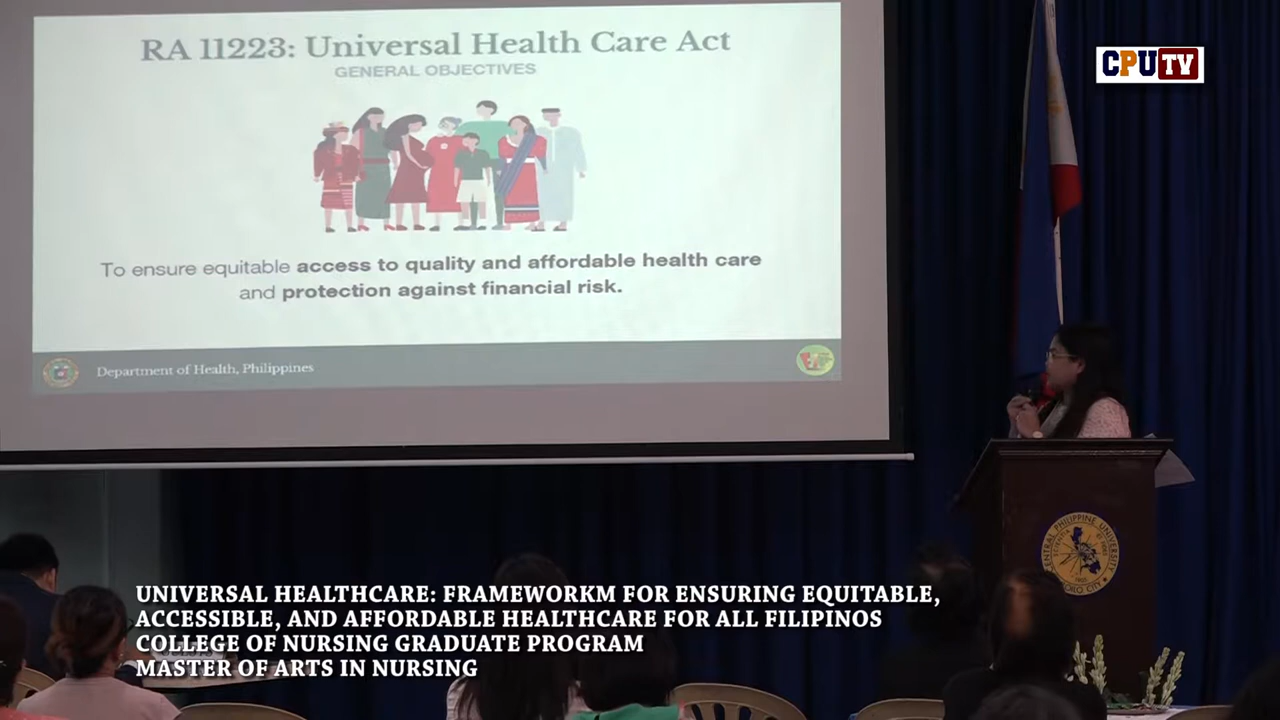 RA 11223: Universal Health Care Act
GENERAL OBJECTIVES
CPUTV
To ensure equitable access to quality and affordable health care
and protection against financial risk.
Department of Health, Philippines
CENTRAL PHILIPPINE UNIVERSITY
UNIVERSAL HEALTHCARE: FRAMEWORKM FOR ENSURING EQUITABLE,
ACCESSIBLE, AND AFFORDABLE HEALTHCARE FOR ALL FILIPINOS
COLLEGE OF NURSING GRADUATE PROGRAM
MASTER OF ARTS IN NURSING